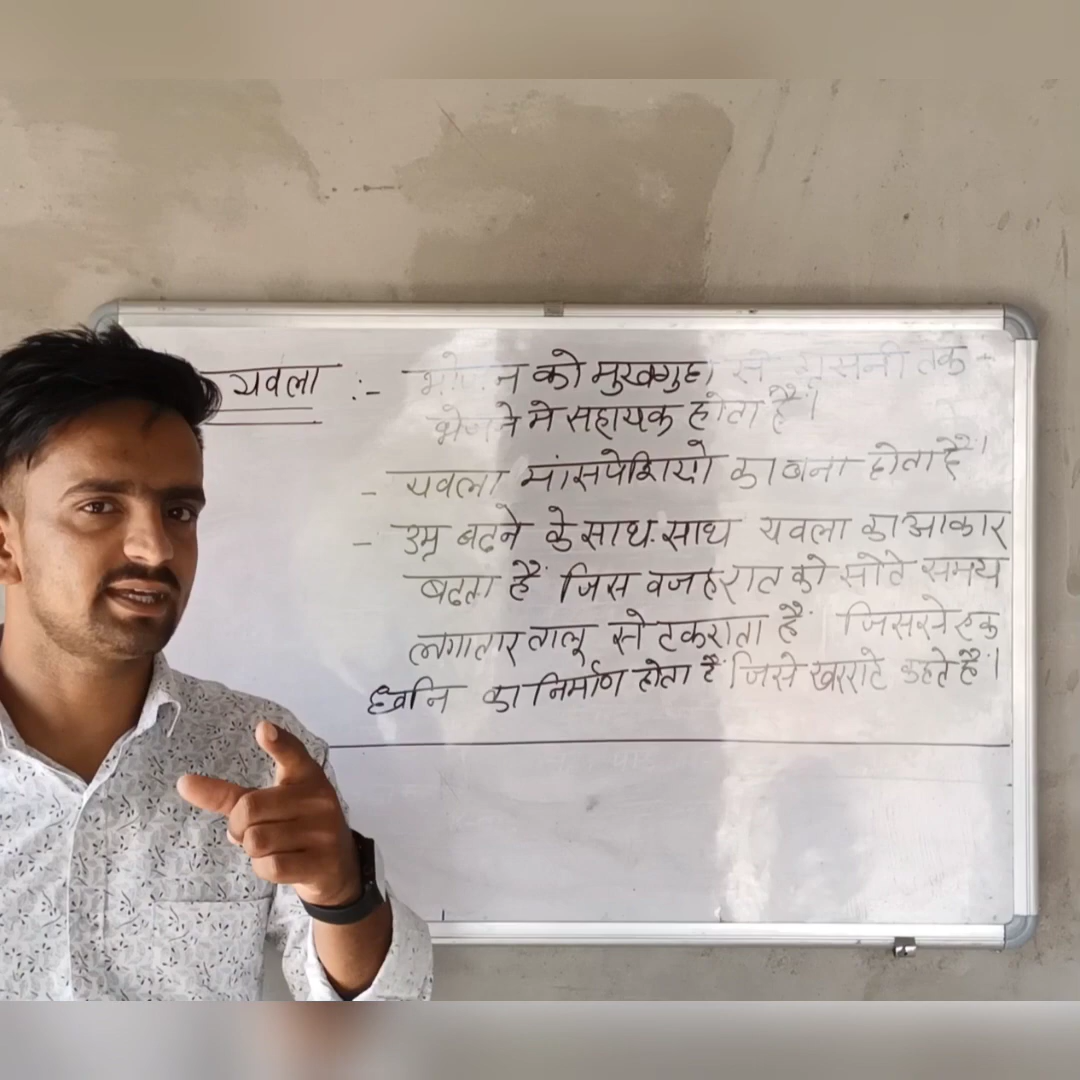 यवला :- भोजन को मुखगुहा से ग्रसनी तक
भेजने मे सहायक होता है।
- यवला मांसपेशियो का बना होता है।
- उम्र बढने के साथ-साथ यवला का आकार
बढता है जिस वजह रात को सोते समय
लगातार तालू से टकराता है। जिससे एक
ध्वनि का निर्माण होता है जिसे खरराटे कहते है।